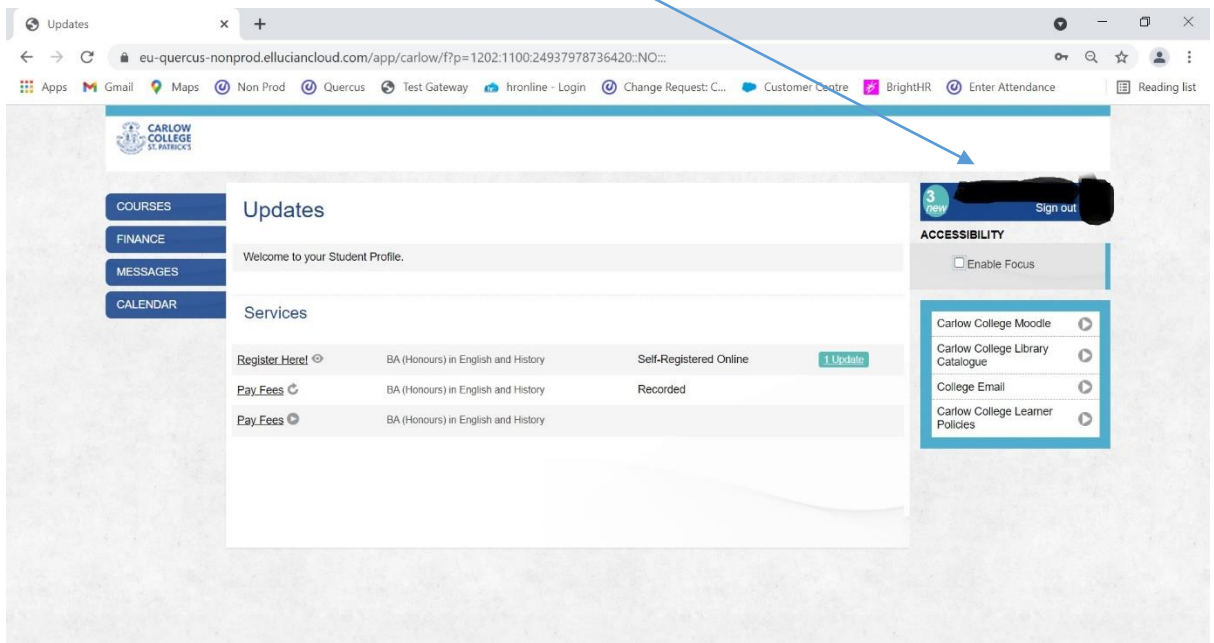 Updates
eu-quercus-nonprod.elluciancloud.com/app/carlow/f?p=1202:1100:24937978736420::NO:::
Apps Gmail Maps Non Prod Quercus Test Gateway hronline - Login Change Request: C... Customer Centre BrightHR Enter Attendance Reading list
CARLOW
COLLEGE
ST. PATRICK'S
COURSES
FINANCE
MESSAGES
CALENDAR
Updates
Welcome to your Student Profile.
Services
Register Here! BA (Honours) in English and History Self-Registered Online 1 Update
Pay Fees BA (Honours) in English and History Recorded
Pay Fees BA (Honours) in English and History
3
new
Sign out
ACCESSIBILITY
Enable Focus
Carlow College Moodle
Carlow College Library
Catalogue
College Email
Carlow College Learner
Policies